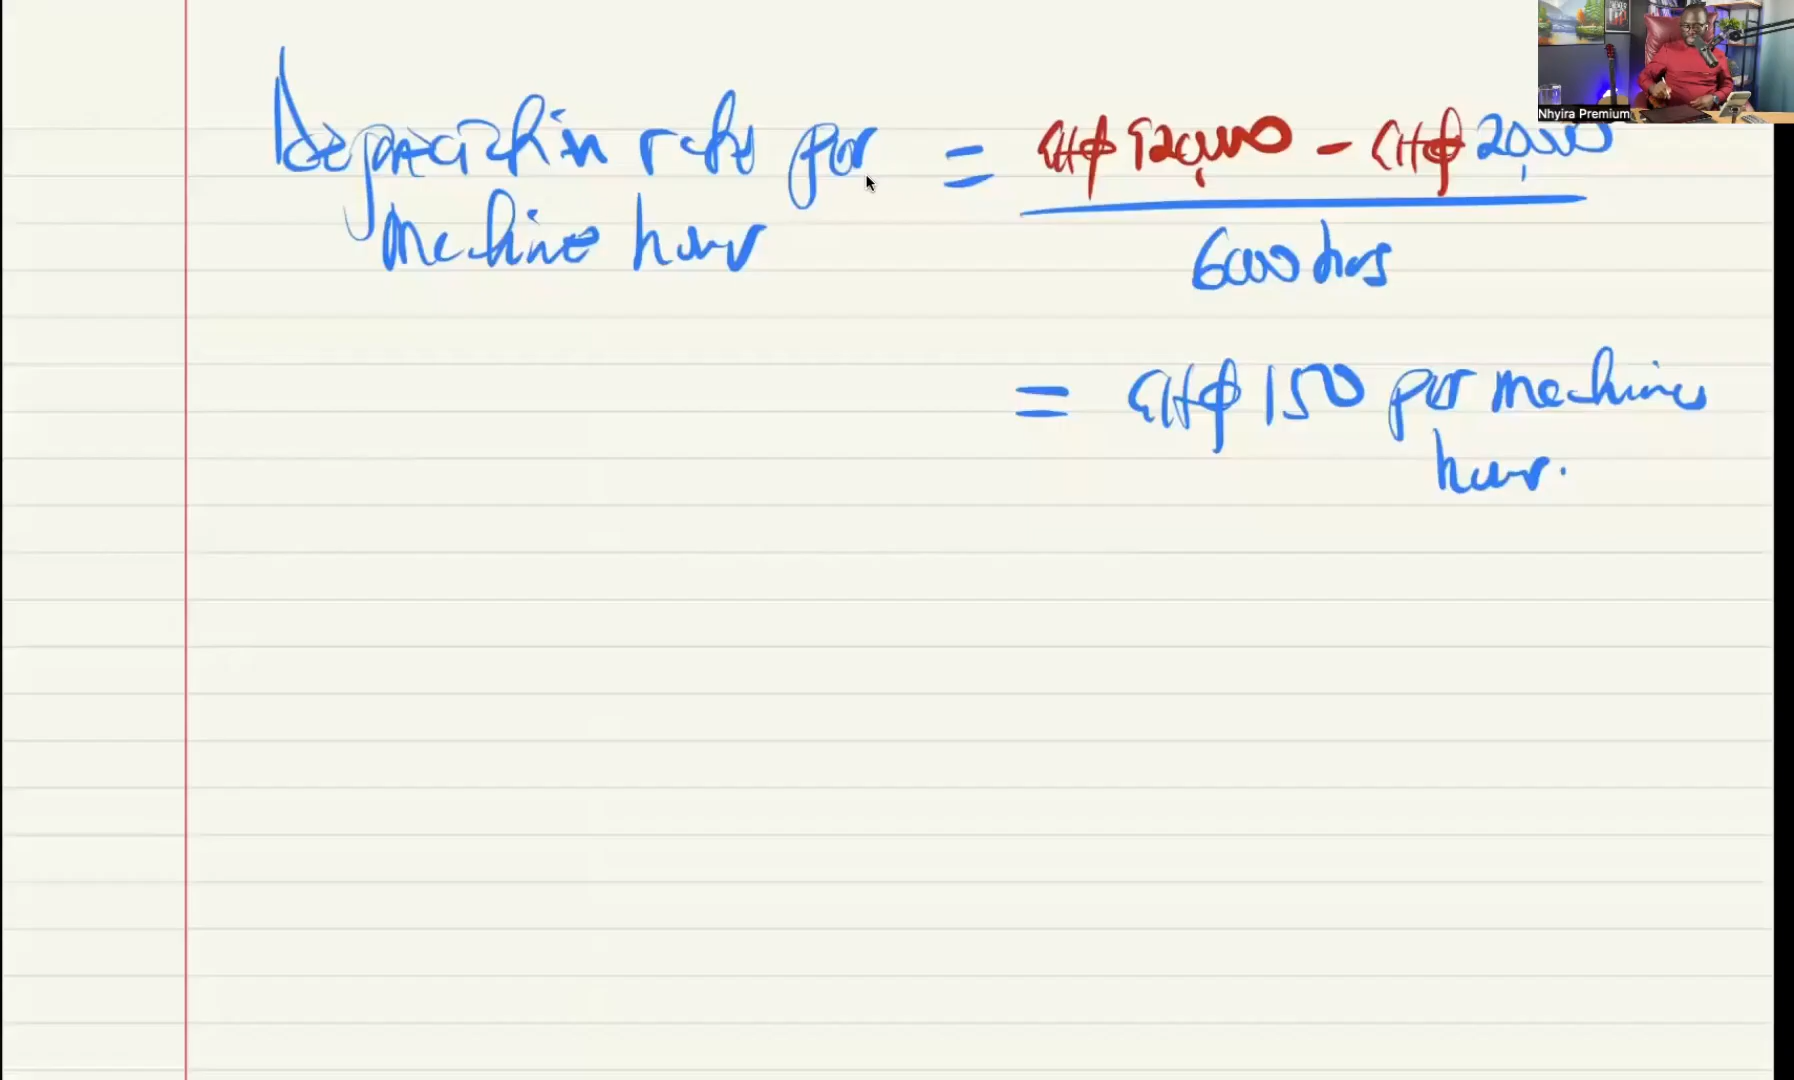 Depreciation rate per machine hour = GH¢ 920,000 - GH¢ 20,000
6000 hrs
= GH¢ 150 per machine hour.
Nhyira Premium